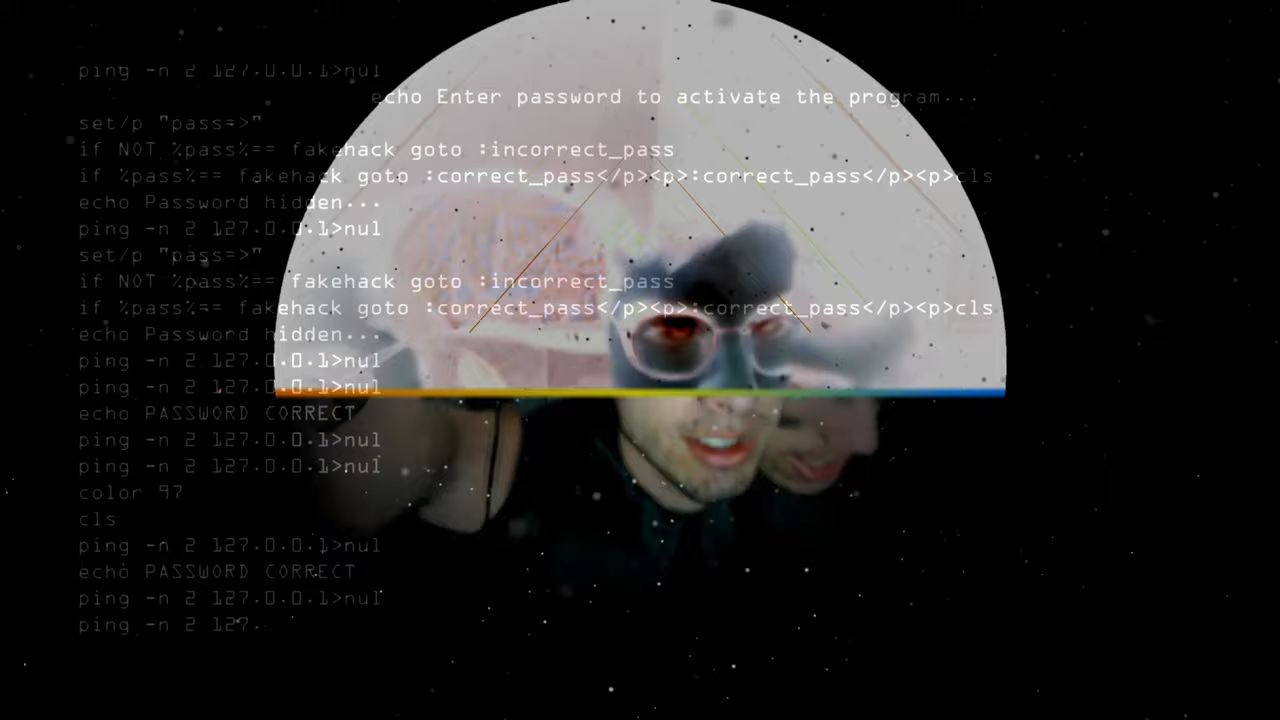 ping -n 2 127.0.0.1>nul
echo Enter password to activate the program...
set/p "pass=>"
if NOT %pass%== fakehack goto :incorrect_pass
if %pass%== fakehack goto :correct_pass</p><p>:correct_pass</p><p>cls
echo Password hidden...
ping -n 2 127.0.0.1>nul
set/p "pass=>"
if NOT %pass%== fakehack goto :incorrect_pass
if %pass%== fakehack goto :correct_pass</p><p>:correct_pass</p><p>cls
echo Password hidden...
ping -n 2 127.0.0.1>nul
ping -n 2 127.0.0.1>nul
echo PASSWORD CORRECT
ping -n 2 127.0.0.1>nul
ping -n 2 127.0.0.1>nul
color 97
cls
ping -n 2 127.0.0.1>nul
echo PASSWORD CORRECT
ping -n 2 127.0.0.1>nul
ping -n 2 127.